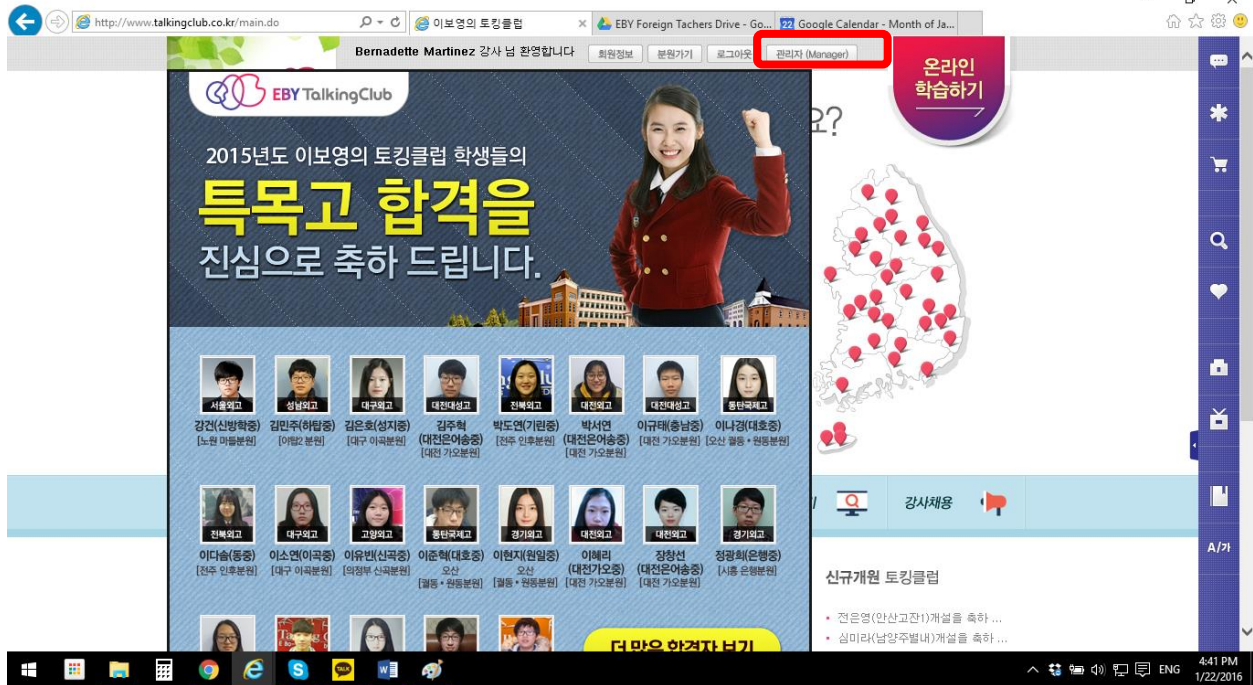 http://www.talkingclub.co.kr/main.do
이보영의 토킹클럽
EBY Foreign Tachers Drive - Go...
22 Google Calendar - Month of Ja...
Bernadette Martinez 강사 님 환영합니다
회원정보
분원가기
로그아웃
관리자 (Manager)
온라인
학습하기
EBY TalkingClub
요?
2015년도 이보영의 토킹클럽 학생들의
특목고 합격을
진심으로 축하 드립니다.
서울외고 성남외고 대구외고 대전대성고 전북외고 대전외고 대전대성고 동탄국제고
강건(신방학중) 김민주(하탑중) 김은호(성지중) 김주혁 박도연(기린중) 박서연 이규태(충남중) 이나경(대호중)
[노원 마들분원] [이탑2 분원] [대구 이곡분원] (대전은어송중) [전주 인후분원] (대전은어송중) [대전 가오분원] [오산 궐동 • 원동분원]
[대전 가오분원] [대전 가오분원]
전북외고 대구외고 고양외고 동탄국제고 경기외고 대전외고 대전외고 경기외고
이다솜(동중) 이소연(이곡중) 이유빈(신곡중) 이준혁(대호중) 이현지(원일중) 이혜리 장창선 정광희(은행중)
[전주 인후분원] [대구 이곡분원] [의정부 신곡분원] 오산 오산 (대전가오중) (대전은어송중) [시흥 은행분원]
[궐동 • 원동분원] [궐동 • 원동분원] [대전 가오분원] [대전 가오분원]
더 많은 합격자 보기
강사채용
신규개원 토킹클럽
전은영(안산고잔1)개설을 축하 ...
심미라(남양주별내)개설을 축하 ...
A/가
TALK
ENG
4:41 PM
1/22/2016